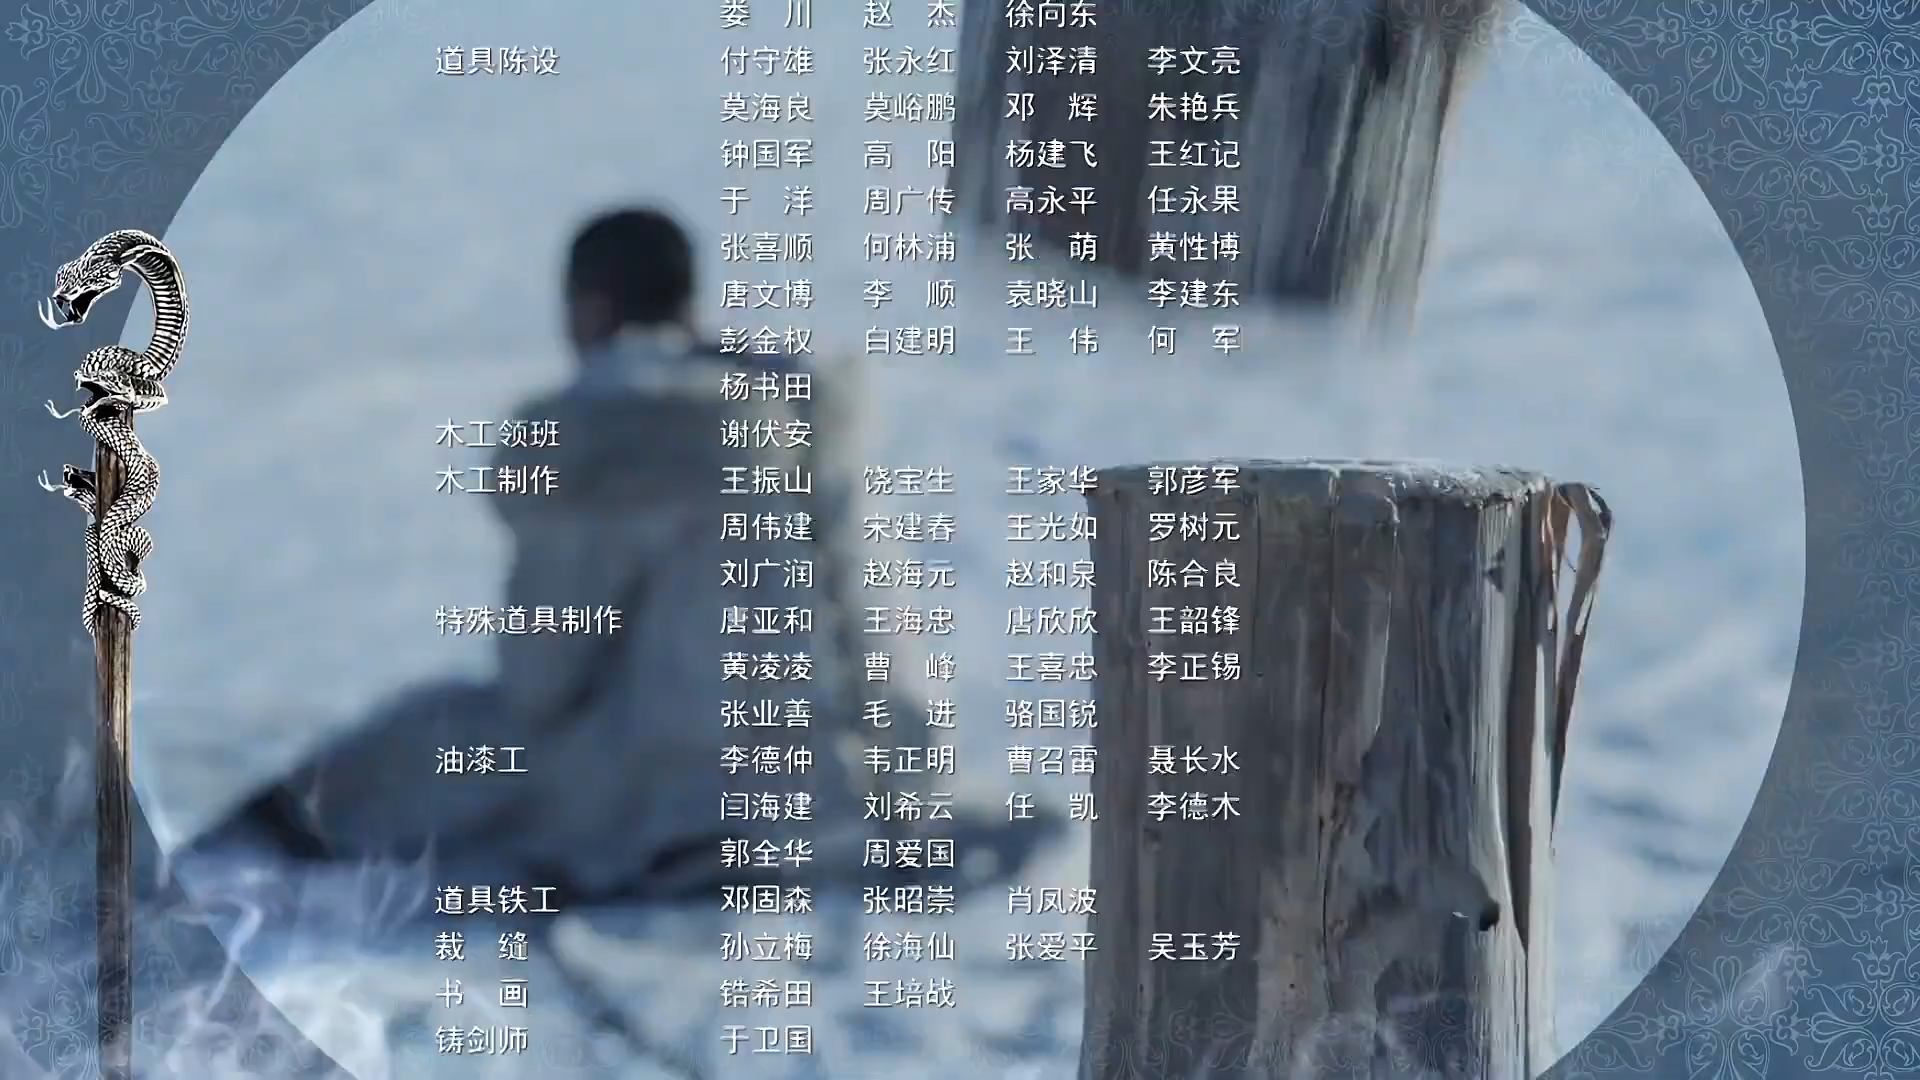 娄　川　赵　杰　徐向东
道具陈设　付守雄　张永红　刘泽清　李文亮
莫海良　莫峪鹏　邓　辉　朱艳兵
钟国军　高　阳　杨建飞　王红记
于　洋　周广传　高永平　任永果
张喜顺　何林浦　张　萌　黄性博
唐文博　李　顺　袁晓山　李建东
彭金权　白建明　王　伟　何　军
杨书田
木工领班　谢伏安
木工制作　王振山　饶宝生　王家华　郭彦军
周伟建　宋建春　王光如　罗树元
刘广润　赵海元　赵和泉　陈合良
特殊道具制作　唐亚和　王海忠　唐欣欣　王韶锋
黄凌凌　曹　峰　王喜忠　李正锡
张业善　毛　进　骆国锐
油漆工　李德仲　韦正明　曹召雷　聂长水
闫海建　刘希云　任　凯　李德木
郭全华　周爱国
道具铁工　邓固森　张昭崇　肖凤波
裁　缝　孙立梅　徐海仙　张爱平　吴玉芳
书　画　锆希田　王培战
铸剑师　于卫国